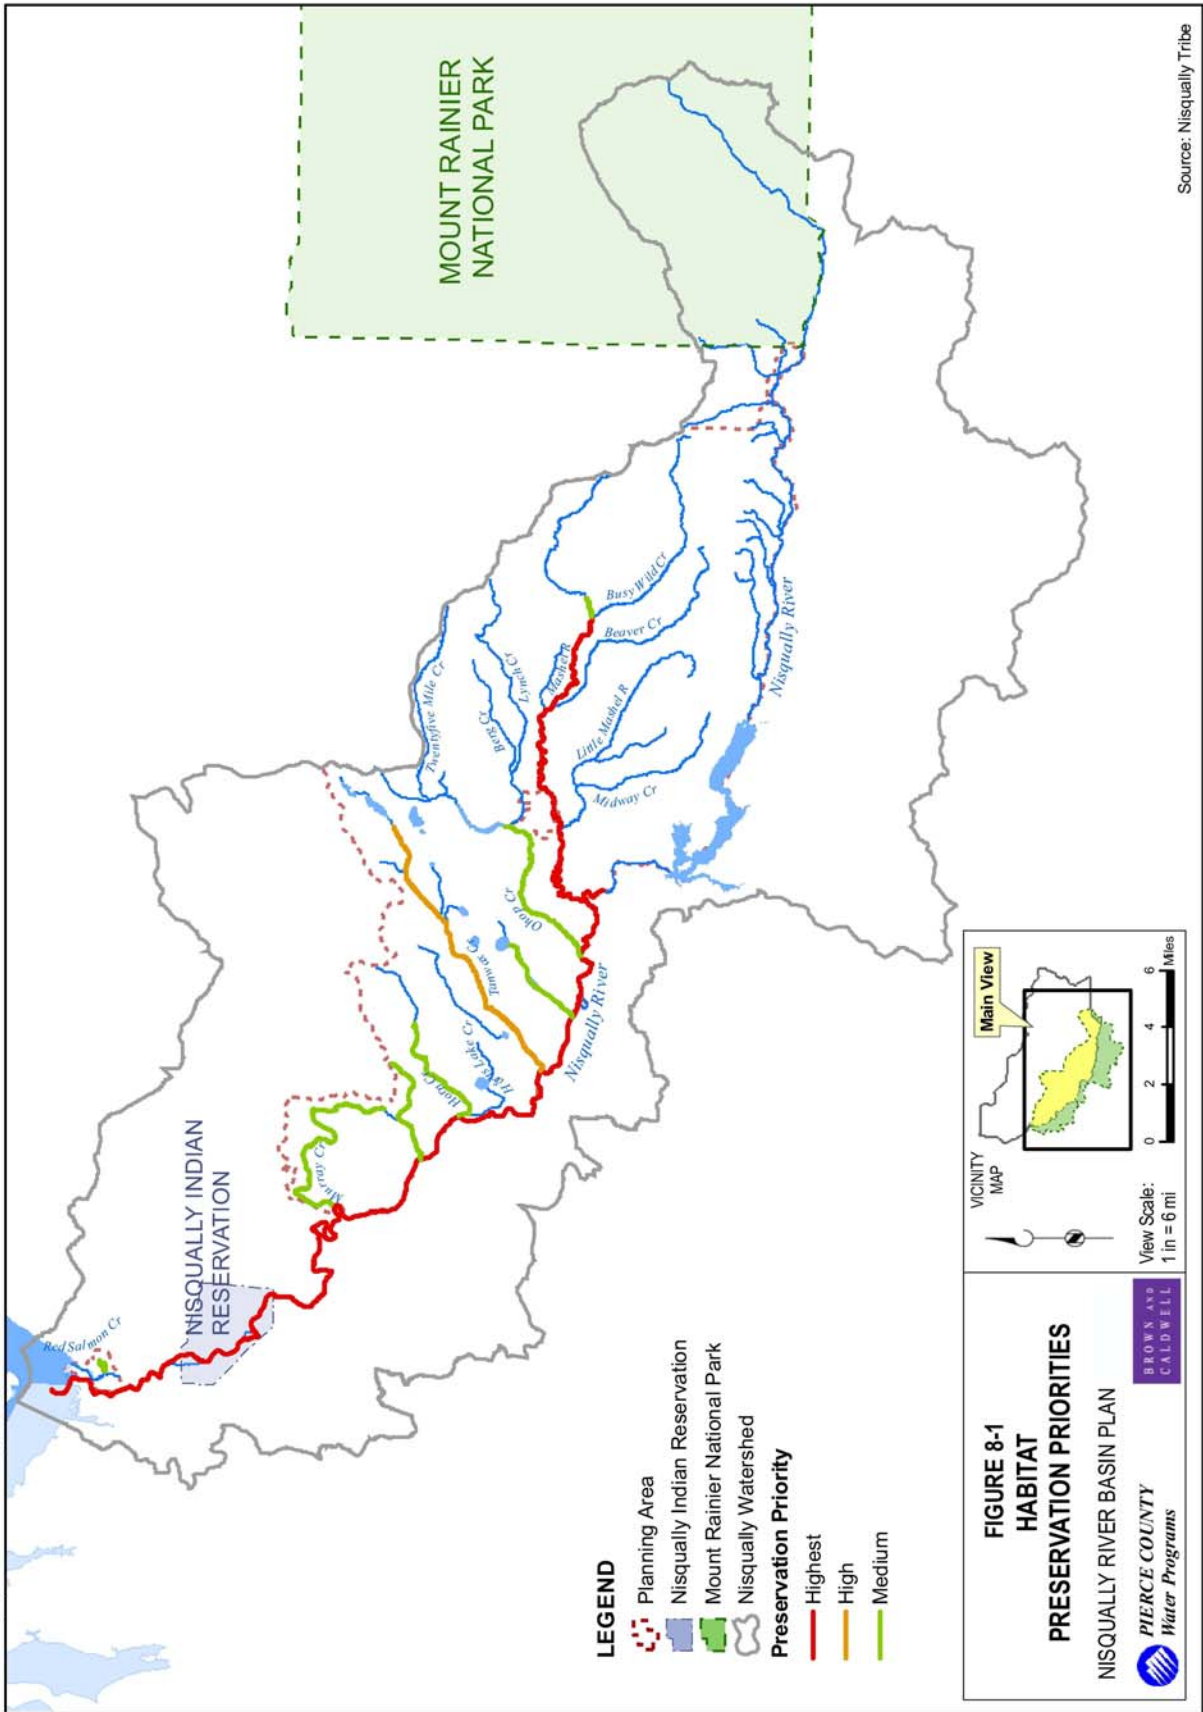 MOUNT RAINIER
NATIONAL PARK
NISQUALLY INDIAN
RESERVATION
Red Salmon Cr
Murray Cr
Horn Cr
Harts Lake Cr
Tanwax Cr
Ohop Cr
Nisqually River
Twentyfive Mile Cr
Berg Cr
Lynch Cr
Mashel R
Busy Wild Cr
Beaver Cr
Little Mashel R
Midway Cr
Nisqually River
LEGEND
Planning Area
Nisqually Indian Reservation
Mount Rainier National Park
Nisqually Watershed
Preservation Priority
Highest
High
Medium
FIGURE 8-1
HABITAT
PRESERVATION PRIORITIES
NISQUALLY RIVER BASIN PLAN
PIERCE COUNTY
Water Programs
BROWN AND
CALDWELL
VICINITY
MAP
Main View
View Scale:
1 in = 6 mi
0 2 4 6
Miles
Source: Nisqually Tribe